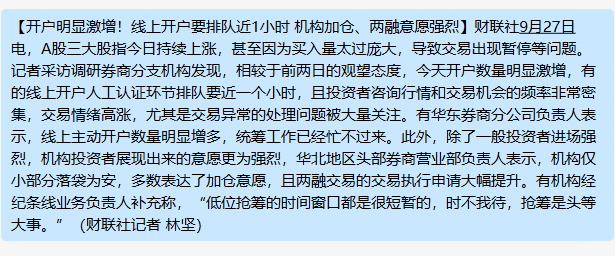 【开户明显激增！线上开户要排队近1小时 机构加仓、两融意愿强烈】财联社9月27日
电，A股三大股指今日持续上涨，甚至因为买入量太过庞大，导致交易出现暂停等问题。
记者采访调研券商分支机构发现，相较于前两日的观望态度，今天开户数量明显激增，有
的线上开户人工认证环节排队要近一个小时，且投资者咨询行情和交易机会的频率非常密
集，交易情绪高涨，尤其是交易异常的处理问题被大量关注。有华东券商分公司负责人表
示，线上主动开户数量明显增多，统筹工作已经忙不过来。此外，除了一般投资者进场强
烈，机构投资者展现出来的意愿更为强烈，华北地区头部券商营业部负责人表示，机构仅
小部分落袋为安，多数表达了加仓意愿，且两融交易的交易执行申请大幅提升。有机构经
纪条线业务负责人补充称，“低位抢筹的时间窗口都是很短暂的，时不我待，抢筹是头等
大事。”（财联社记者 林坚）